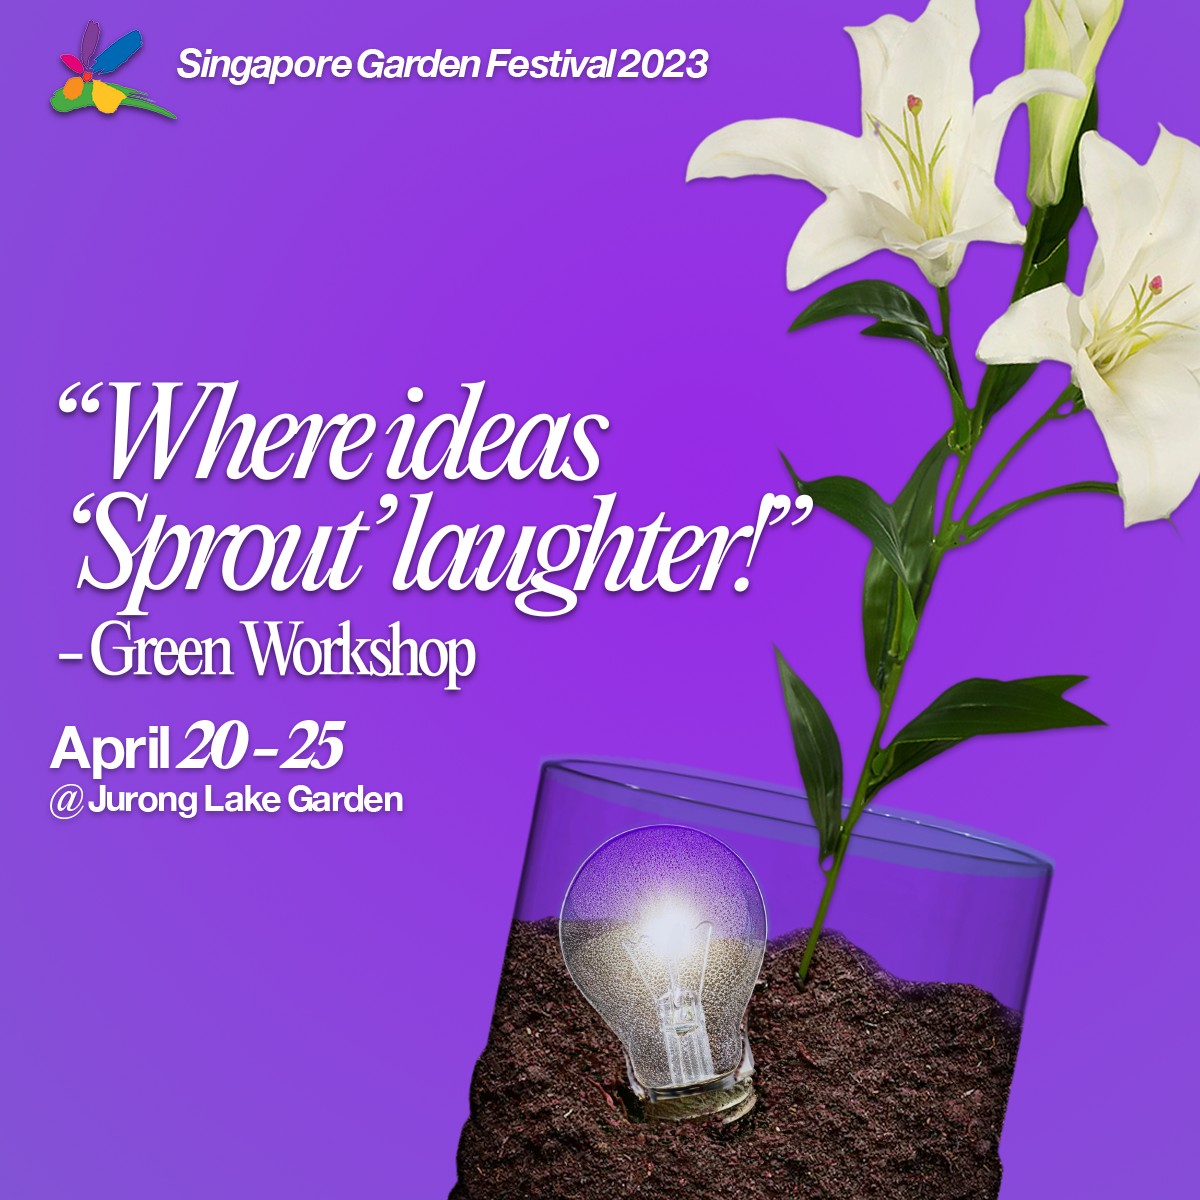 Singapore Garden Festival 2023
“Where ideas
‘Sprout’ laughter!”
– Green Workshop
April 20 – 25
@ Jurong Lake Garden